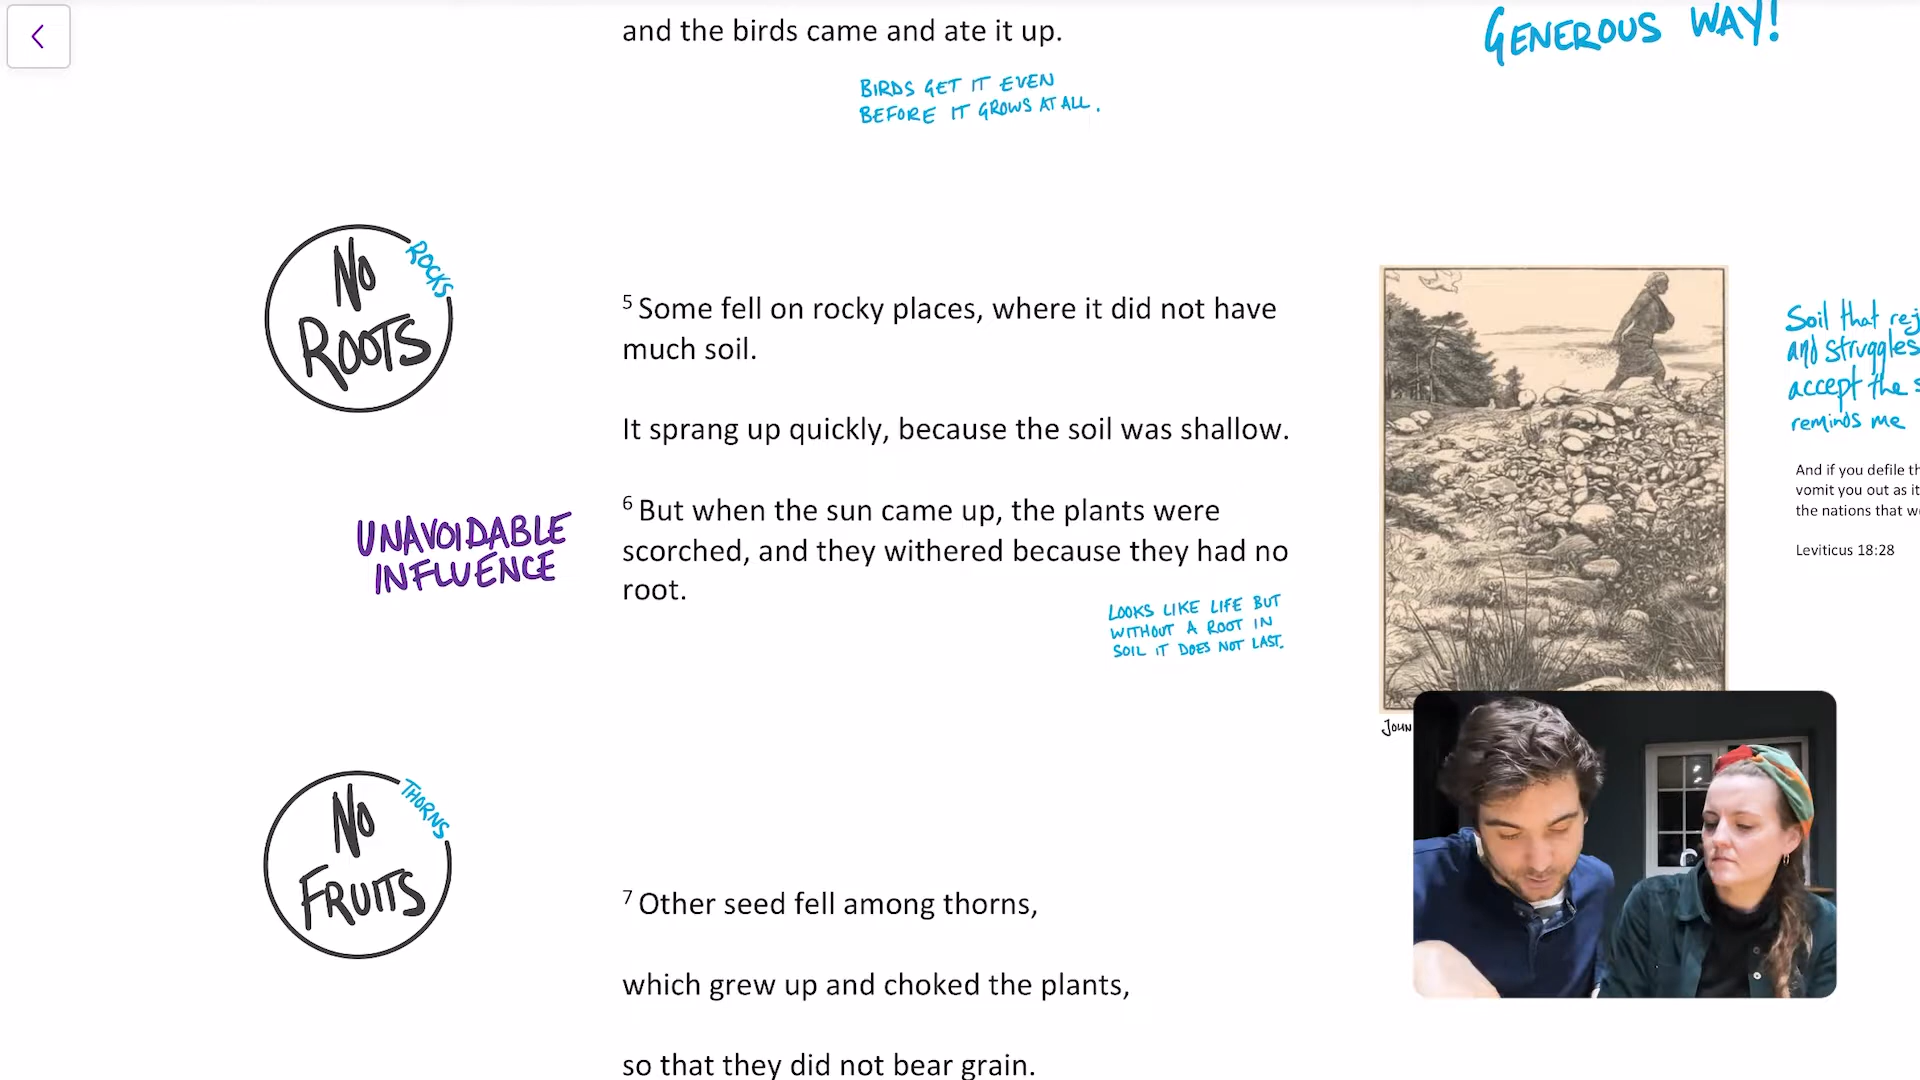 and the birds came and ate it up.
GENEROUS WAY!
BIRDS GET IT EVEN
BEFORE IT GROWS AT ALL.
NO
ROOTS
ROCKS
5 Some fell on rocky places, where it did not have
much soil.
It sprang up quickly, because the soil was shallow.
UNAVOIDABLE
INFLUENCE
6 But when the sun came up, the plants were
scorched, and they withered because they had no
root.
LOOKS LIKE LIFE BUT
WITHOUT A ROOT IN
SOIL IT DOES NOT LAST.
Soil that
and struggles
accept the
reminds me
And if you defile
vomit you out as it
the nations that
Leviticus 18:28
JOHN
NO
FRUITS
THORNS
7 Other seed fell among thorns,
which grew up and choked the plants,
so that they did not bear grain.